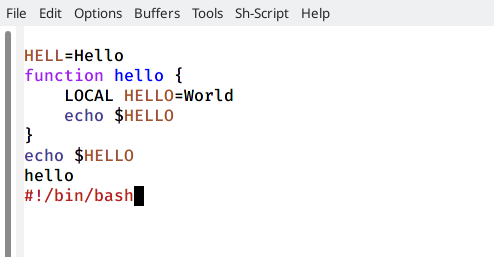 File Edit Options Buffers Tools Sh-Script Help
HELL=Hello
function hello {
    LOCAL HELLO=World
    echo $HELLO
}
echo $HELLO
hello
#!/bin/bash